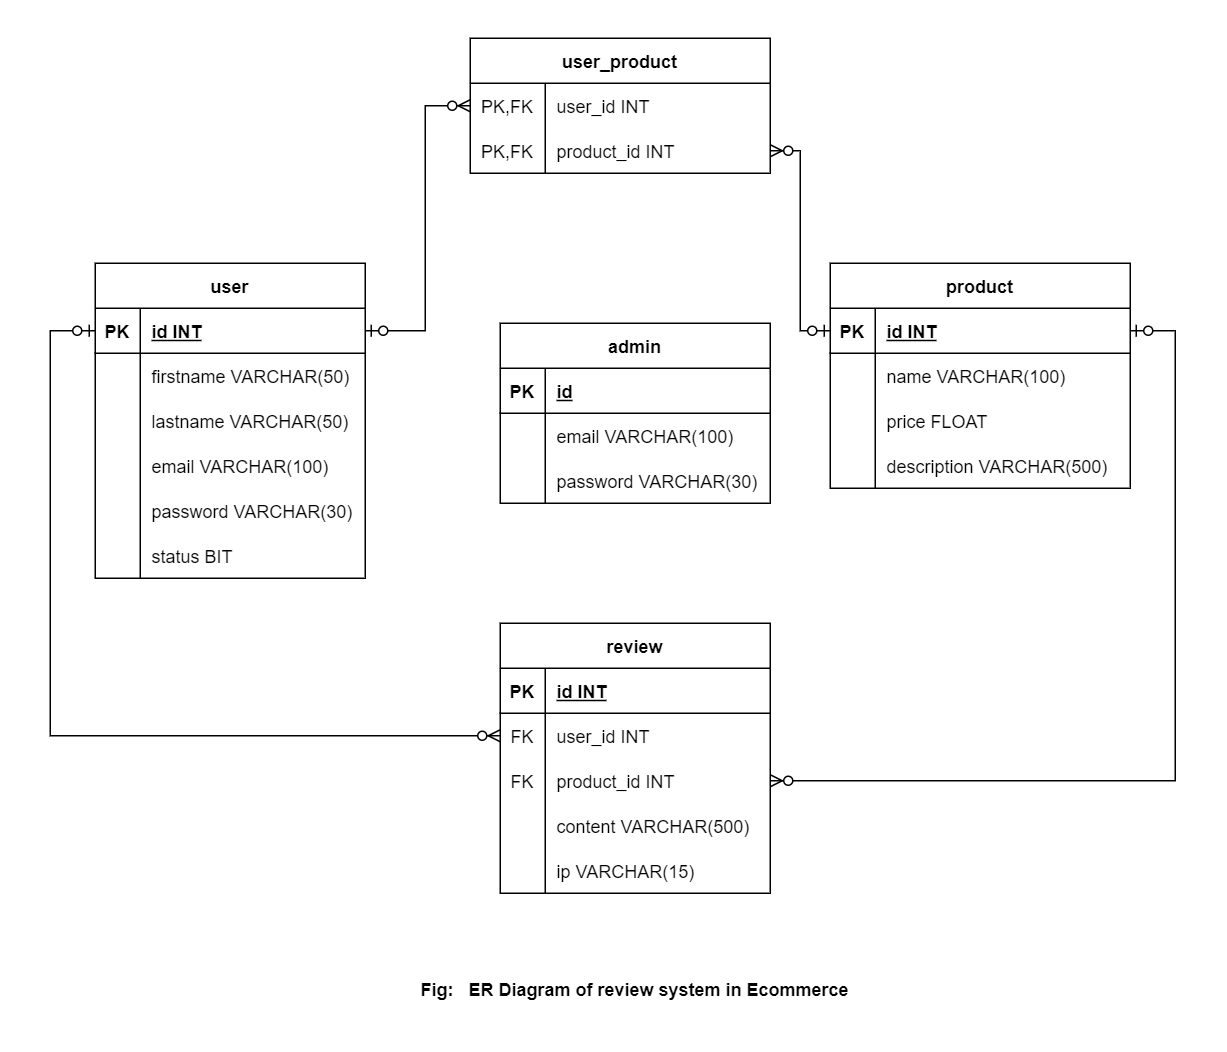 user_product
PK,FK user_id INT
PK,FK product_id INT
user
PK id INT
firstname VARCHAR(50)
lastname VARCHAR(50)
email VARCHAR(100)
password VARCHAR(30)
status BIT
admin
PK id
email VARCHAR(100)
password VARCHAR(30)
product
PK id INT
name VARCHAR(100)
price FLOAT
description VARCHAR(500)
review
PK id INT
FK user_id INT
FK product_id INT
content VARCHAR(500)
ip VARCHAR(15)
Fig: ER Diagram of review system in Ecommerce